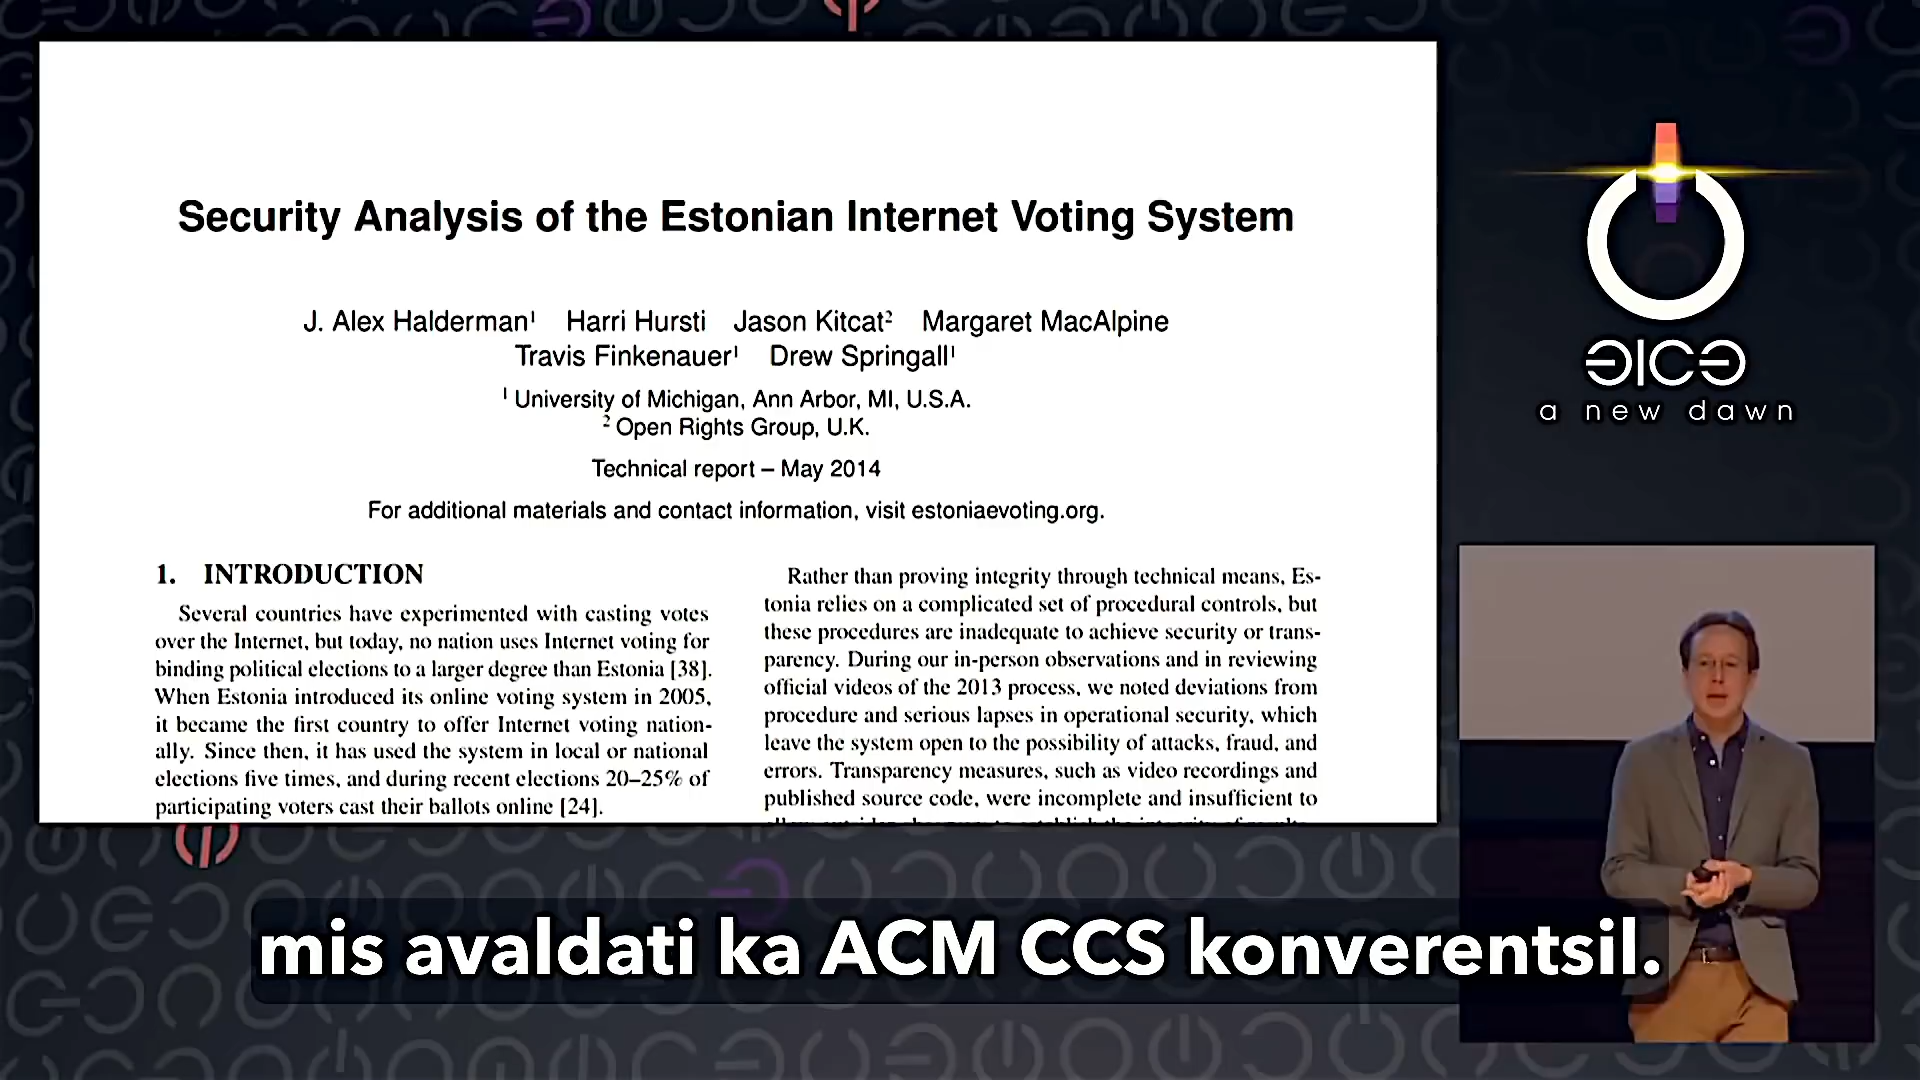 Security Analysis of the Estonian Internet Voting System
J. Alex Halderman¹ Harri Hursti Jason Kitcat² Margaret MacAlpine
Travis Finkenauer¹ Drew Springall¹
¹ University of Michigan, Ann Arbor, MI, U.S.A.
² Open Rights Group, U.K.
Technical report – May 2014
For additional materials and contact information, visit estoniaevoting.org.
1. INTRODUCTION
Several countries have experimented with casting votes
over the Internet, but today, no nation uses Internet voting for
binding political elections to a larger degree than Estonia [38].
When Estonia introduced its online voting system in 2005,
it became the first country to offer Internet voting nation-
ally. Since then, it has used the system in local or national
elections five times, and during recent elections 20–25% of
participating voters cast their ballots online [24].
Rather than proving integrity through technical means, Es-
tonia relies on a complicated set of procedural controls, but
these procedures are inadequate to achieve security or trans-
parency. During our in-person observations and in reviewing
official videos of the 2013 process, we noted deviations from
procedure and serious lapses in operational security, which
leave the system open to the possibility of attacks, fraud, and
errors. Transparency measures, such as video recordings and
published source code, were incomplete and insufficient to
ƏICƏ
a new dawn
mis avaldati ka ACM CCS konverentsil.